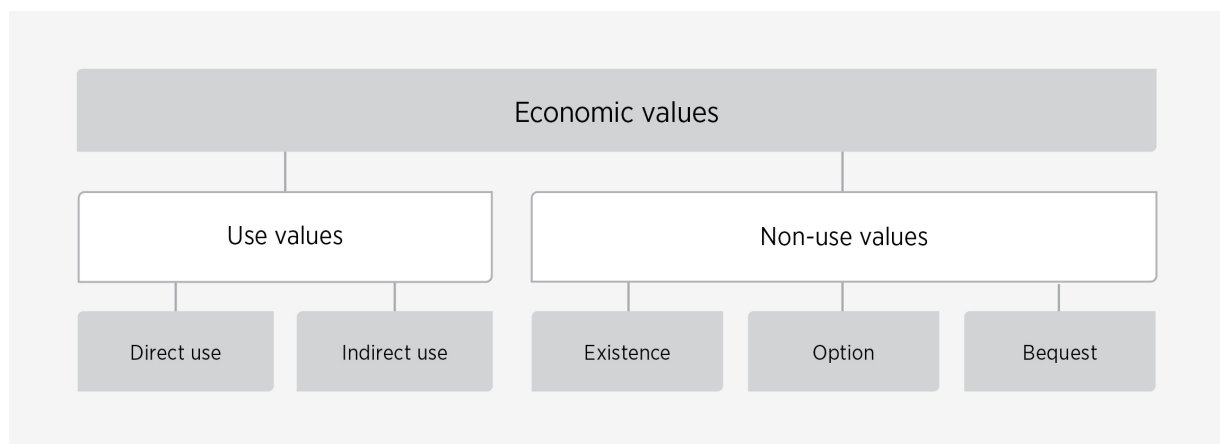 Economic values
Use values
Non-use values
Direct use
Indirect use
Existence
Option
Bequest